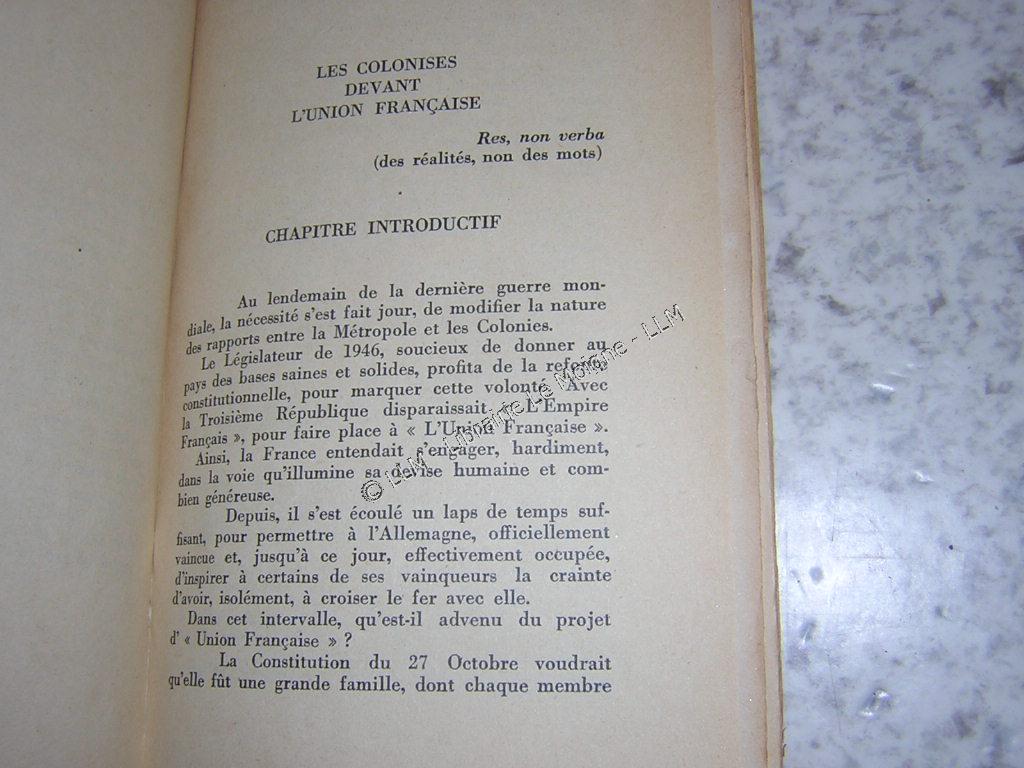 LES COLONISES
DEVANT
L'UNION FRANÇAISE
Res, non verba
(des réalités, non des mots)
CHAPITRE INTRODUCTIF
Au lendemain de la dernière guerre mon-
diale, la nécessité s'est fait jour, de modifier la nature
des rapports entre la Métropole et les Colonies.
Le Législateur de 1946, soucieux de donner au
pays des bases saines et solides, profita de la refonte
constitutionnelle, pour marquer cette volonté. Avec
la Troisième République disparaissait « L'Empire
Français », pour faire place à « L'Union Française ».
Ainsi, la France entendait s'engager, hardiment,
dans la voie qu'illumine sa devise humaine et com-
bien généreuse.
Depuis, il s'est écoulé un laps de temps suf-
fisant, pour permettre à l'Allemagne, officiellement
vaincue et, jusqu'à ce jour, effectivement occupée,
d'inspirer à certains de ses vainqueurs la crainte
d'avoir, isolément, à croiser le fer avec elle.
Dans cet intervalle, qu'est-il advenu du projet
d' « Union Française » ?
La Constitution du 27 Octobre voudrait
qu'elle fût une grande famille, dont chaque membre
© LLM - Librairie Le Moigne - LLM